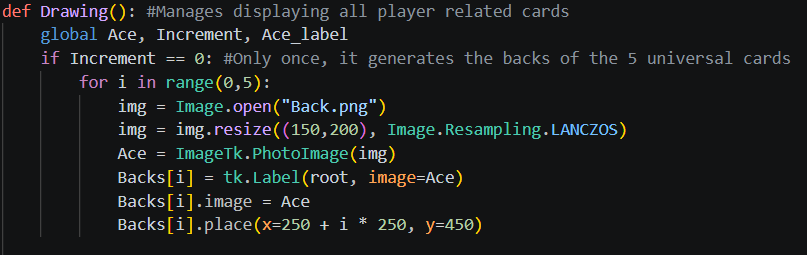 def Drawing(): #Manages displaying all player related cards
    global Ace, Increment, Ace_label
    if Increment == 0: #Only once, it generates the backs of the 5 universal cards
        for i in range(0,5):
            img = Image.open("Back.png")
            img = img.resize((150,200), Image.Resampling.LANCZOS)
            Ace = ImageTk.PhotoImage(img)
            Backs[i] = tk.Label(root, image=Ace)
            Backs[i].image = Ace
            Backs[i].place(x=250 + i * 250, y=450)